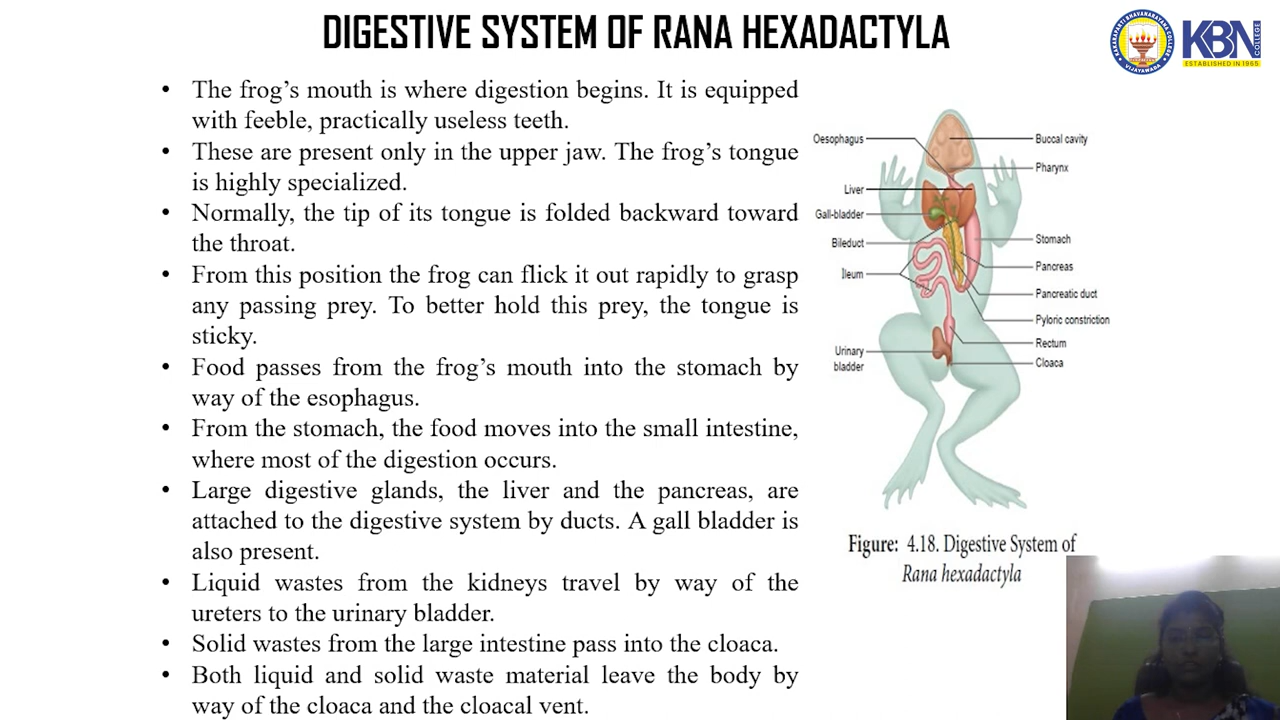 DIGESTIVE SYSTEM OF RANA HEXADACTYLA
KBN
COLLEGE
ESTABLISHED IN 1965
• The frog's mouth is where digestion begins. It is equipped
with feeble, practically useless teeth.
• These are present only in the upper jaw. The frog's tongue
is highly specialized.
• Normally, the tip of its tongue is folded backward toward
the throat.
• From this position the frog can flick it out rapidly to grasp
any passing prey. To better hold this prey, the tongue is
sticky.
• Food passes from the frog's mouth into the stomach by
way of the esophagus.
• From the stomach, the food moves into the small intestine,
where most of the digestion occurs.
• Large digestive glands, the liver and the pancreas, are
attached to the digestive system by ducts. A gall bladder is
also present.
• Liquid wastes from the kidneys travel by way of the
ureters to the urinary bladder.
• Solid wastes from the large intestine pass into the cloaca.
• Both liquid and solid waste material leave the body by
way of the cloaca and the cloacal vent.
Oesophagus
Liver
Gall-bladder
Bileduct
Ileum
Urinary
bladder
Buccal cavity
Pharynx
Stomach
Pancreas
Pancreatic duct
Pyloric constriction
Rectum
Cloaca
Figure: 4.18. Digestive System of
Rana hexadactyla